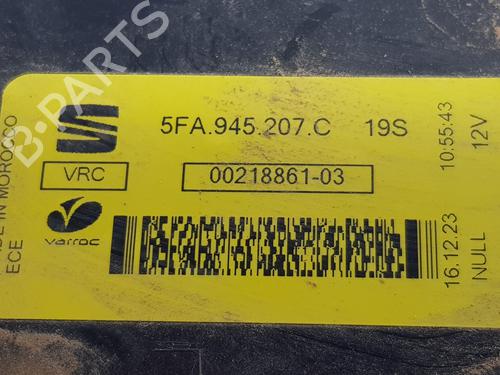 5FA.945.207.C 19S
VRC 00218861-03
varroc
MADE IN MOROCCO
ECE
16.12.23 10:55:43
NULL 12V
B-PARTS